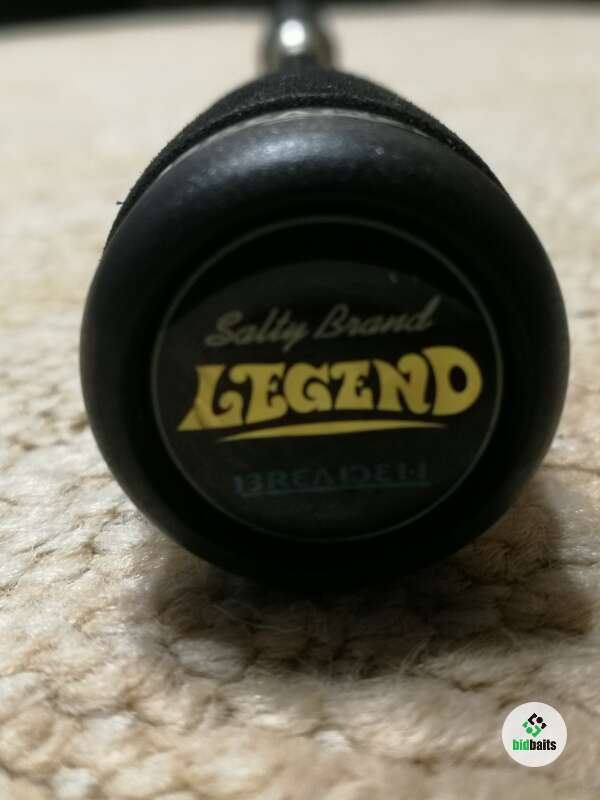 Salty Brand
LEGEND
BREADEN
bidbaits